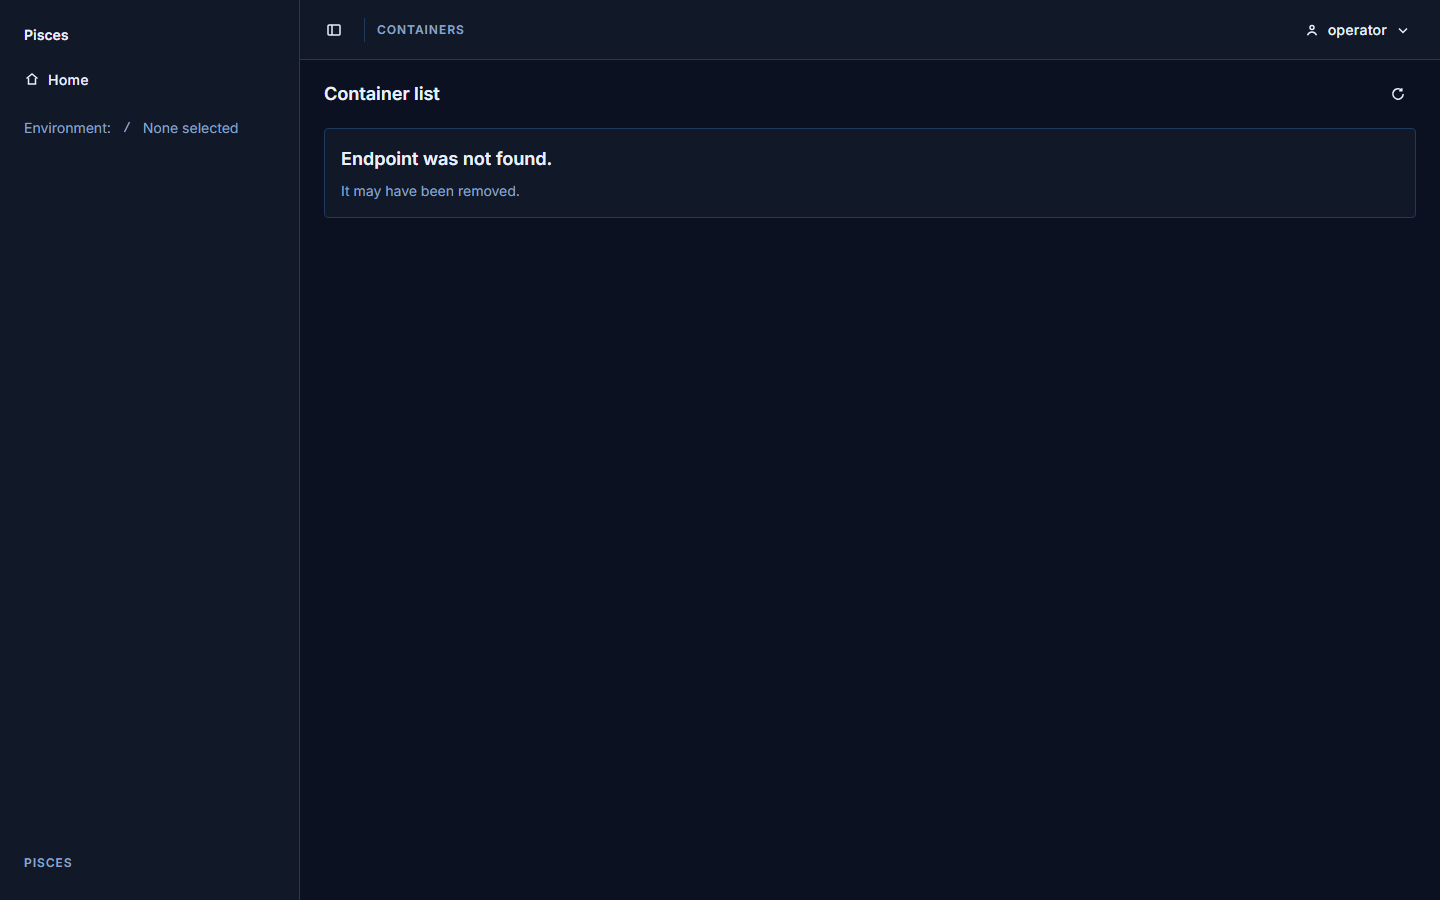 Pisces
Home
Environment: / None selected
PISCES
CONTAINERS
operator
Container list
Endpoint was not found.
It may have been removed.